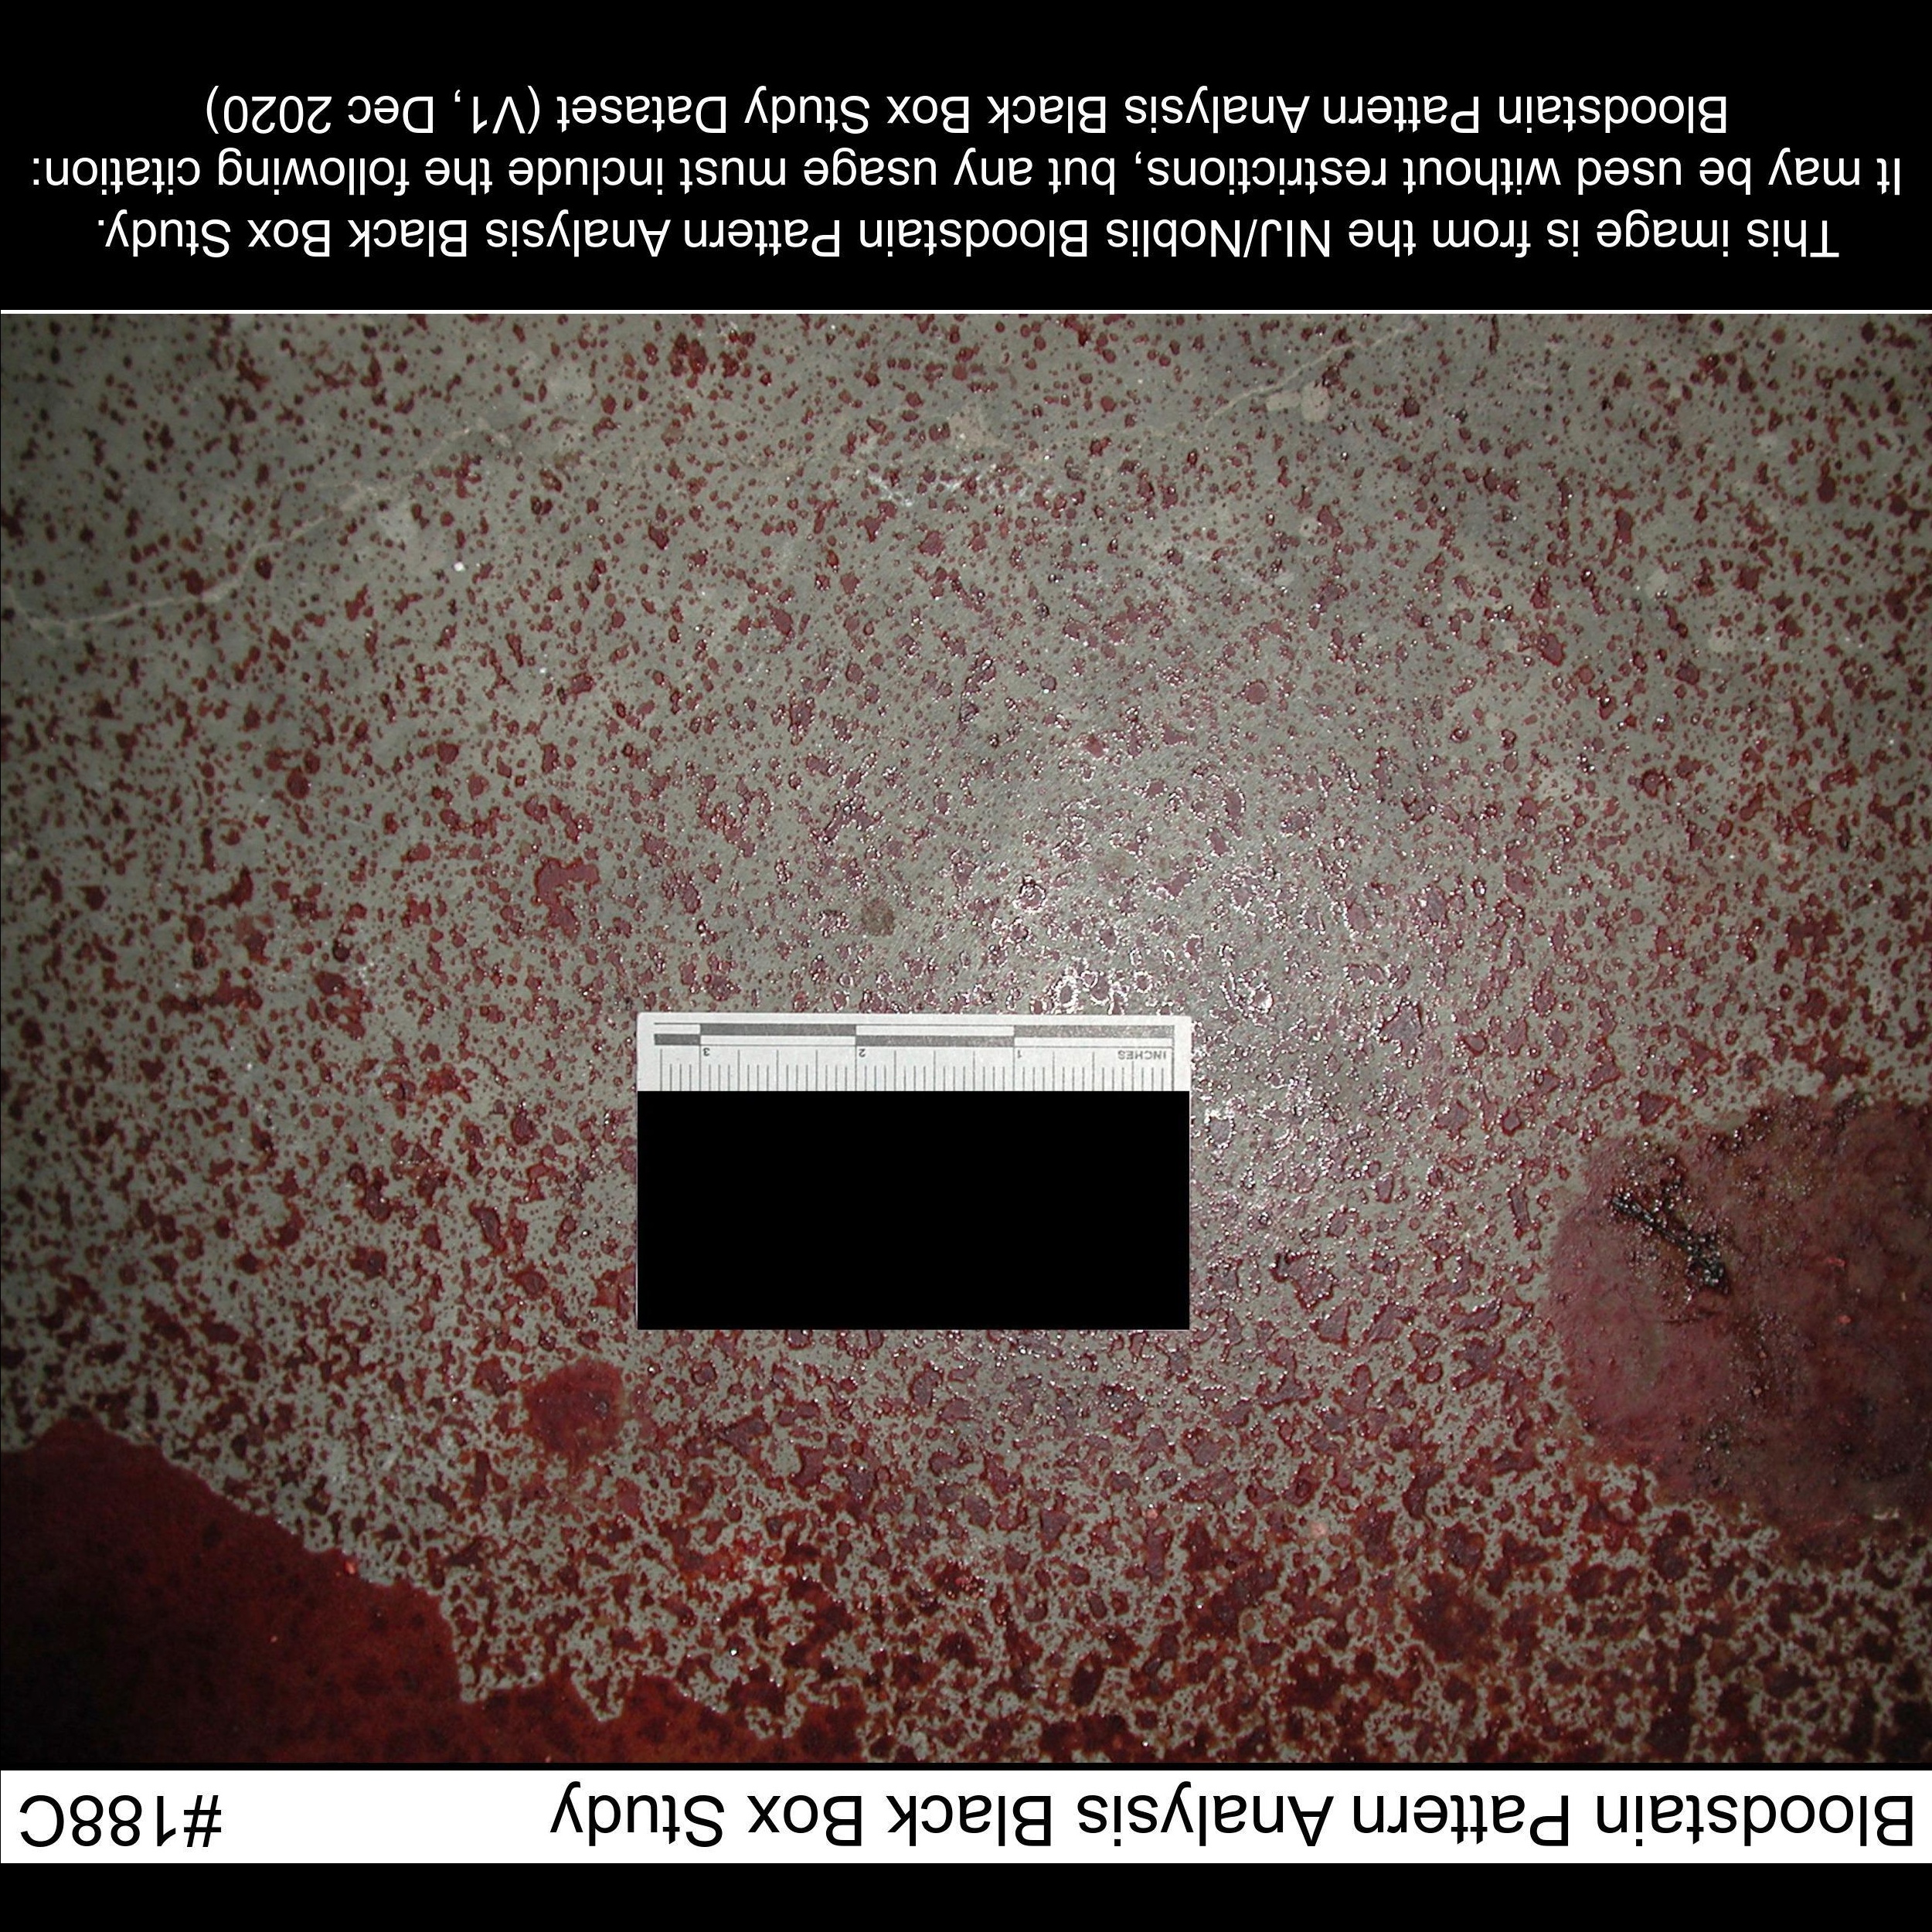 Bloodstain Pattern Analysis Black Box Study #188C
INCHES 1 2 3
This image is from the NIJ/Noblis Bloodstain Pattern Analysis Black Box Study.
It may be used without restrictions, but any usage must include the following citation:
Bloodstain Pattern Analysis Black Box Study Dataset (V1, Dec 2020)